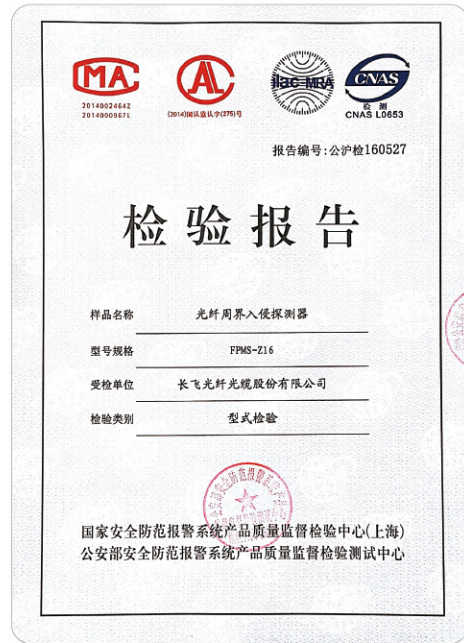 MA
AL
ilac-MRA
CNAS
2014002464Z
2014000967L
(2014)国认监认字(275)号
检 测
CNAS L0653
报告编号:公沪检160527
检验报告
样品名称 光纤周界入侵探测器
型号规格 FPMS-Z16
受检单位 长飞光纤光缆股份有限公司
检验类别 型式检验
国家安全防范报警系统产品质量监督检验中心(上海)
公安部安全防范报警系统产品质量监督检验测试中心